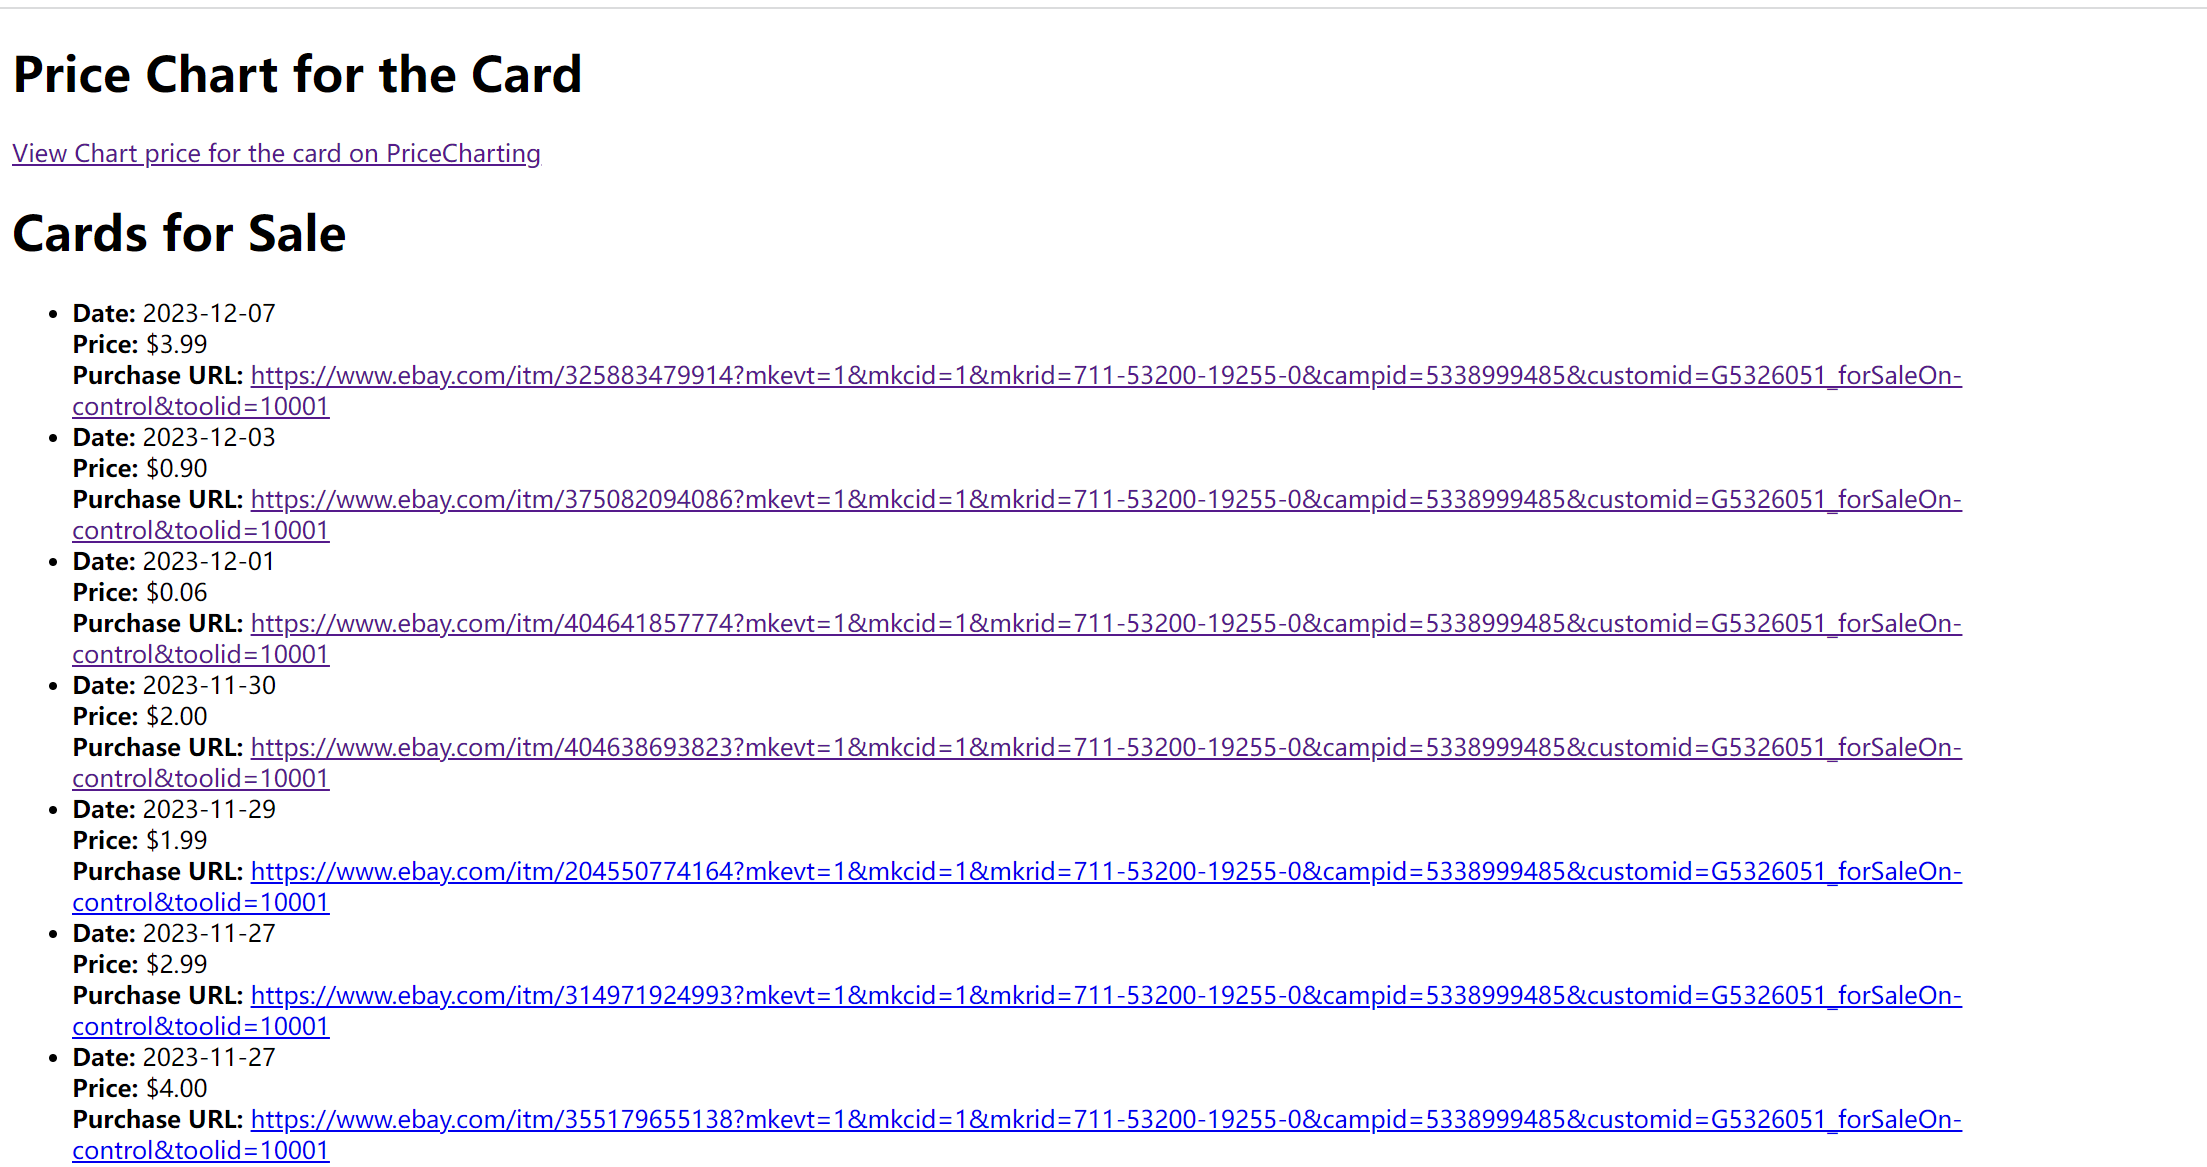 Price Chart for the Card
View Chart price for the card on PriceCharting
Cards for Sale
Date: 2023-12-07
Price: $3.99
Purchase URL: https://www.ebay.com/itm/325883479914?mkevt=1&mkcid=1&mkrid=711-53200-19255-0&campid=5338999485&customid=G5326051_forSaleOn-
control&toolid=10001
Date: 2023-12-03
Price: $0.90
Purchase URL: https://www.ebay.com/itm/375082094086?mkevt=1&mkcid=1&mkrid=711-53200-19255-0&campid=5338999485&customid=G5326051_forSaleOn-
control&toolid=10001
Date: 2023-12-01
Price: $0.06
Purchase URL: https://www.ebay.com/itm/404641857774?mkevt=1&mkcid=1&mkrid=711-53200-19255-0&campid=5338999485&customid=G5326051_forSaleOn-
control&toolid=10001
Date: 2023-11-30
Price: $2.00
Purchase URL: https://www.ebay.com/itm/404638693823?mkevt=1&mkcid=1&mkrid=711-53200-19255-0&campid=5338999485&customid=G5326051_forSaleOn-
control&toolid=10001
Date: 2023-11-29
Price: $1.99
Purchase URL: https://www.ebay.com/itm/204550774164?mkevt=1&mkcid=1&mkrid=711-53200-19255-0&campid=5338999485&customid=G5326051_forSaleOn-
control&toolid=10001
Date: 2023-11-27
Price: $2.99
Purchase URL: https://www.ebay.com/itm/314971924993?mkevt=1&mkcid=1&mkrid=711-53200-19255-0&campid=5338999485&customid=G5326051_forSaleOn-
control&toolid=10001
Date: 2023-11-27
Price: $4.00
Purchase URL: https://www.ebay.com/itm/355179655138?mkevt=1&mkcid=1&mkrid=711-53200-19255-0&campid=5338999485&customid=G5326051_forSaleOn-
control&toolid=10001